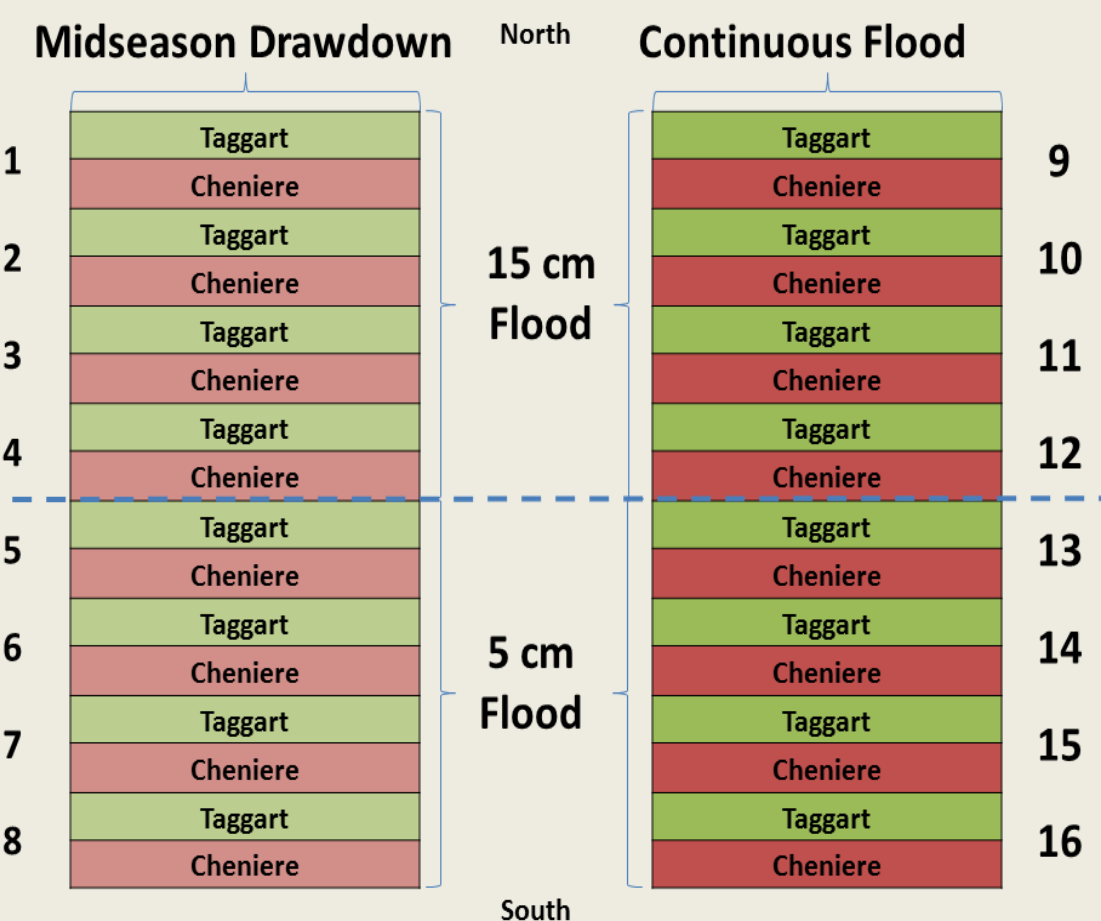 Midseason Drawdown
North
Continuous Flood
1
Taggart
Cheniere
2
Taggart
Cheniere
3
Taggart
Cheniere
4
Taggart
Cheniere
5
Taggart
Cheniere
6
Taggart
Cheniere
7
Taggart
Cheniere
8
Taggart
Cheniere
15 cm
Flood
5 cm
Flood
Taggart
Cheniere
9
Taggart
Cheniere
10
Taggart
Cheniere
11
Taggart
Cheniere
12
Taggart
Cheniere
13
Taggart
Cheniere
14
Taggart
Cheniere
15
Taggart
Cheniere
16
South